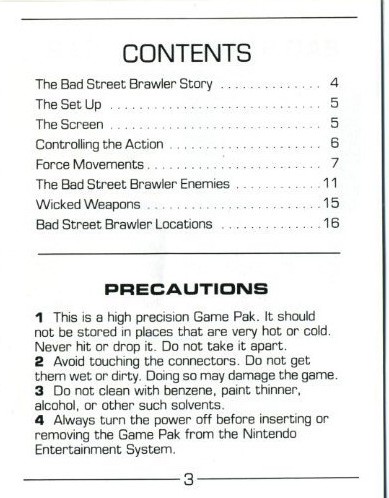 CONTENTS
The Bad Street Brawler Story . . . . . . . . . . . . . 4
The Set Up . . . . . . . . . . . . . . . . . . . . . . . . . . . 5
The Screen . . . . . . . . . . . . . . . . . . . . . . . . . . . 5
Controlling the Action . . . . . . . . . . . . . . . . . . . 6
Force Movements . . . . . . . . . . . . . . . . . . . . . . 7
The Bad Street Brawler Enemies . . . . . . . . . . . 11
Wicked Weapons . . . . . . . . . . . . . . . . . . . . . . 15
Bad Street Brawler Locations . . . . . . . . . . . . . 16
PRECAUTIONS
1 This is a high precision Game Pak. It should
not be stored in places that are very hot or cold.
Never hit or drop it. Do not take it apart.
2 Avoid touching the connectors. Do not get
them wet or dirty. Doing so may damage the game.
3 Do not clean with benzene, paint thinner,
alcohol, or other such solvents.
4 Always turn the power off before inserting or
removing the Game Pak from the Nintendo
Entertainment System.
3